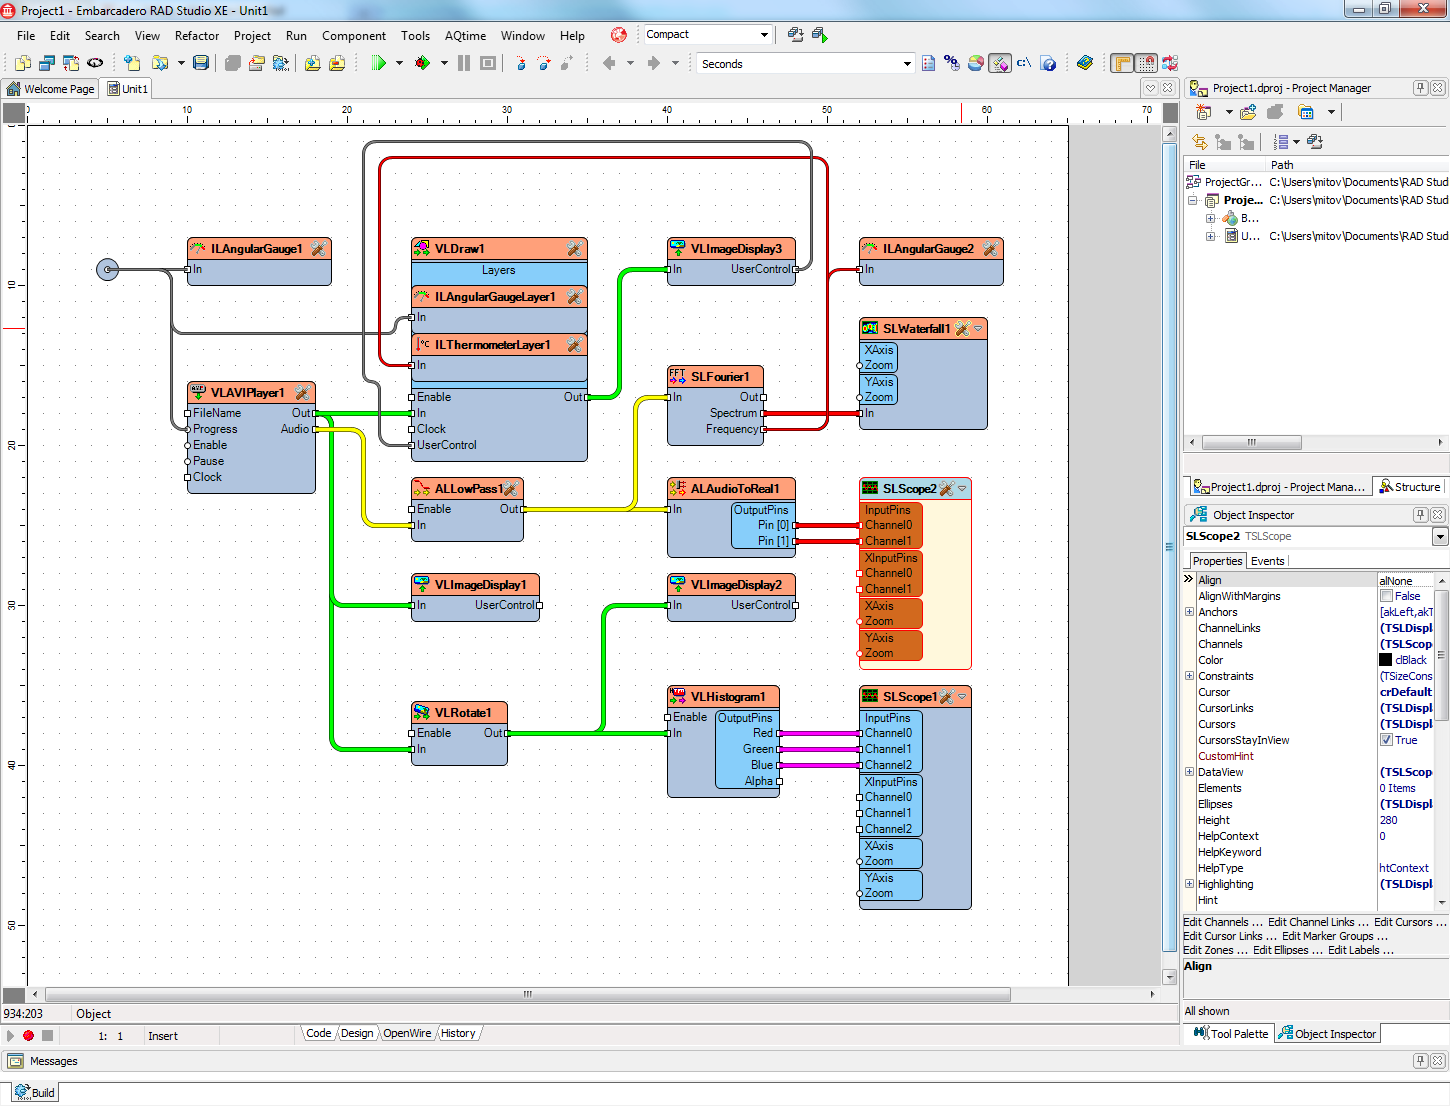 Project1 - Embarcadero RAD Studio XE - Unit1
File Edit Search View Refactor Project Run Component Tools AQtime Window Help Compact
Seconds
Welcome Page Unit1
10 20 30 40 50 60 70
ILAngularGauge1
In
VLDraw1
Layers
ILAngularGaugeLayer1
In
ILThermometerLayer1
In
Enable Out
In
Clock
UserControl
VLImageDisplay3
In UserControl
ILAngularGauge2
In
SLWaterfall1
XAxis
Zoom
YAxis
Zoom
In
VLAVIPlayer1
FileName Out
Progress Audio
Enable
Pause
Clock
SLFourier1
In Out
Spectrum
Frequency
ALLowPass1
Enable Out
In
ALAudioToReal1
OutputPins
In Pin [0]
Pin [1]
SLScope2
InputPins
Channel0
Channel1
XInputPins
Channel0
Channel1
XAxis
Zoom
YAxis
Zoom
VLImageDisplay1
In UserControl
VLImageDisplay2
In UserControl
VLRotate1
Enable Out
In
VLHistogram1
Enable OutputPins
In Red
Green
Blue
Alpha
SLScope1
InputPins
Channel0
Channel1
Channel2
XInputPins
Channel0
Channel1
Channel2
XAxis
Zoom
YAxis
Zoom
10
20
30
40
50
934:203 Object
1: 1 Insert
Code Design OpenWire History
Messages
Build
Project1.dproj - Project Manager
File Path
ProjectGr... C:\Users\mitov\Documents\RAD Stud
Proje... C:\Users\mitov\Documents\RAD Stud
B...
U... C:\Users\mitov\Documents\RAD Stud
Project1.dproj - Project Mana... Structure
Object Inspector
SLScope2 TSLScope
Properties Events
Align alNone
AlignWithMargins False
Anchors [akLeft,akT
ChannelLinks (TSLDispl
Channels (TSLScop
Color clBlack
Constraints (TSizeCons
Cursor crDefault
CursorLinks (TSLDispl
Cursors (TSLDispl
CursorsStayInView True
CustomHint
DataView (TSLScop
Elements 0 Items
Ellipses (TSLDispl
Height 280
HelpContext 0
HelpKeyword
HelpType htContext
Highlighting (TSLDispl
Hint
Edit Channels ... Edit Channel Links ... Edit Cursors ...
Edit Cursor Links ... Edit Marker Groups ...
Edit Zones ... Edit Ellipses ... Edit Labels ...
Align
All shown
Tool Palette Object Inspector